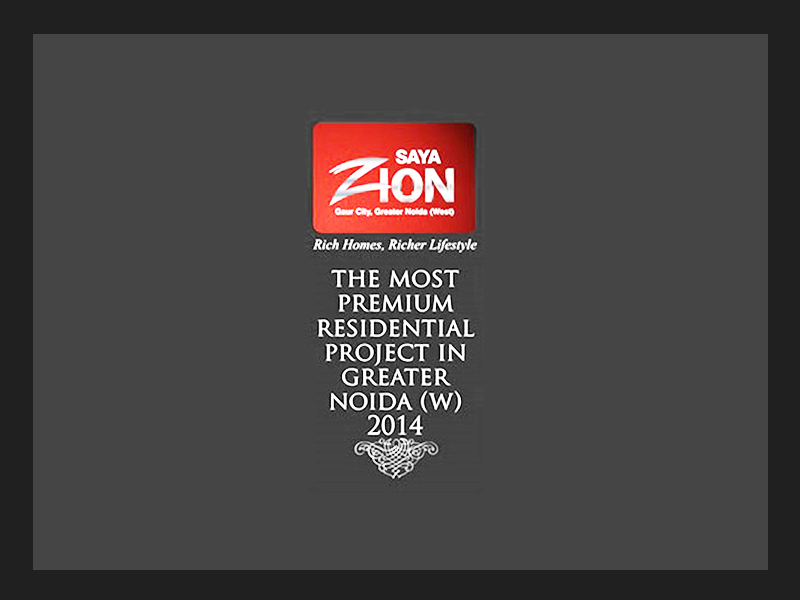 SAYA
ZION
Gaur City, Greater Noida (West)
Rich Homes, Richer Lifestyle
THE MOST
PREMIUM
RESIDENTIAL
PROJECT IN
GREATER
NOIDA (W)
2014